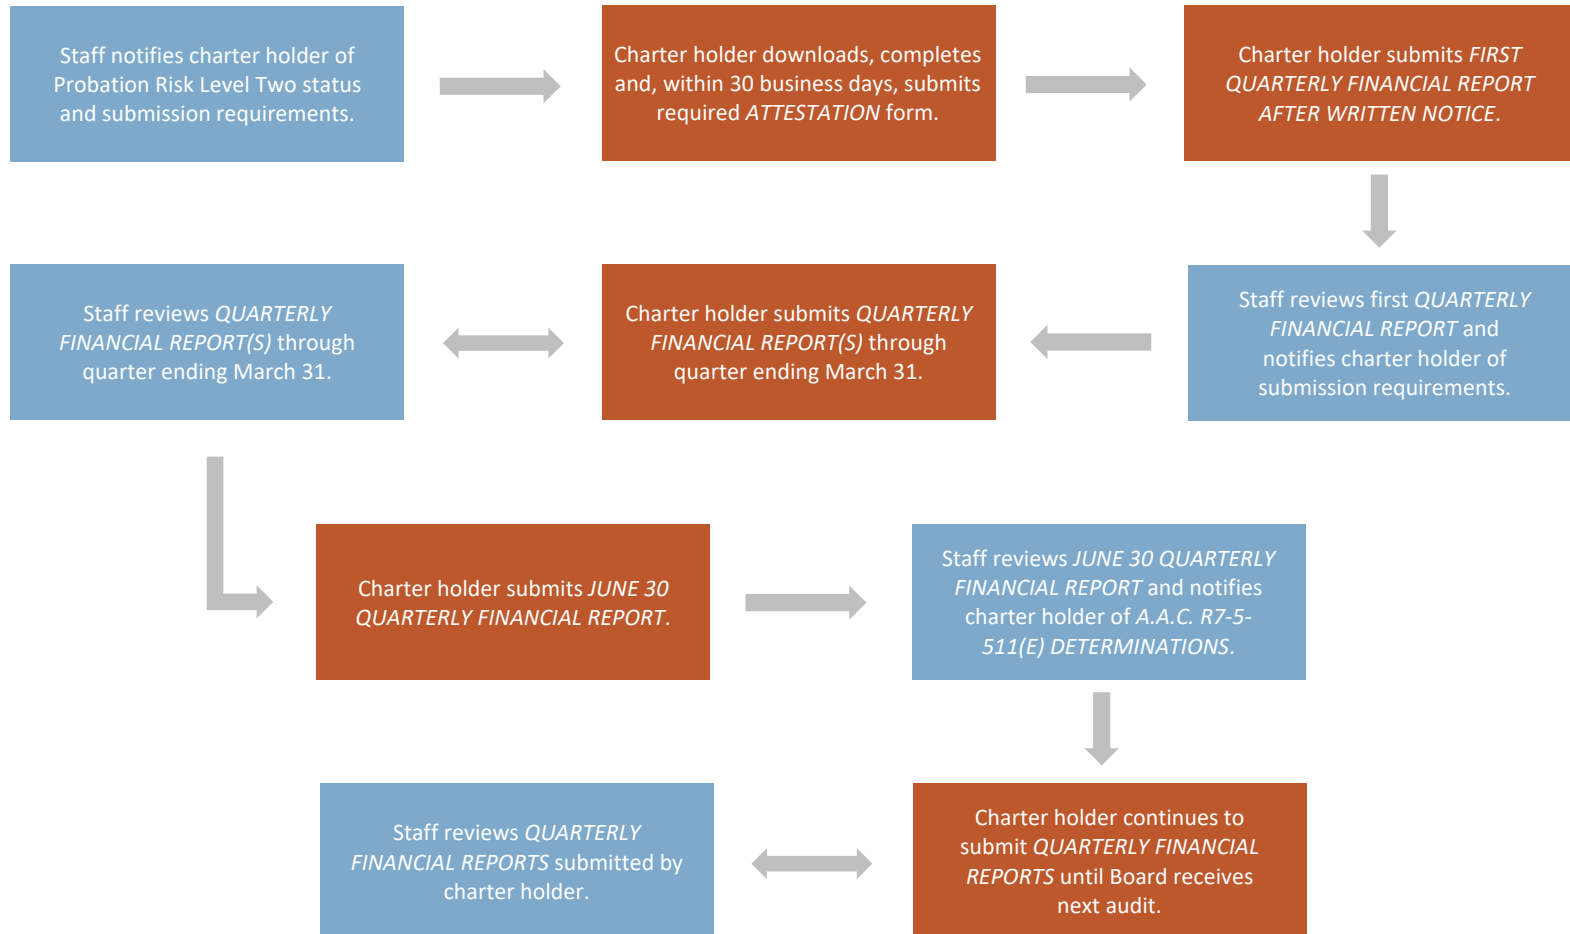 Staff notifies charter holder of
Probation Risk Level Two status
and submission requirements.
Charter holder downloads, completes
and, within 30 business days, submits
required ATTESTATION form.
Charter holder submits FIRST
QUARTERLY FINANCIAL REPORT
AFTER WRITTEN NOTICE.
Staff reviews first QUARTERLY
FINANCIAL REPORT and
notifies charter holder of
submission requirements.
Charter holder submits QUARTERLY
FINANCIAL REPORT(S) through
quarter ending March 31.
Staff reviews QUARTERLY
FINANCIAL REPORT(S) through
quarter ending March 31.
Charter holder submits JUNE 30
QUARTERLY FINANCIAL REPORT.
Staff reviews JUNE 30 QUARTERLY
FINANCIAL REPORT and notifies
charter holder of A.A.C. R7-5-
511(E) DETERMINATIONS.
Charter holder continues to
submit QUARTERLY FINANCIAL
REPORTS until Board receives
next audit.
Staff reviews QUARTERLY
FINANCIAL REPORTS submitted by
charter holder.